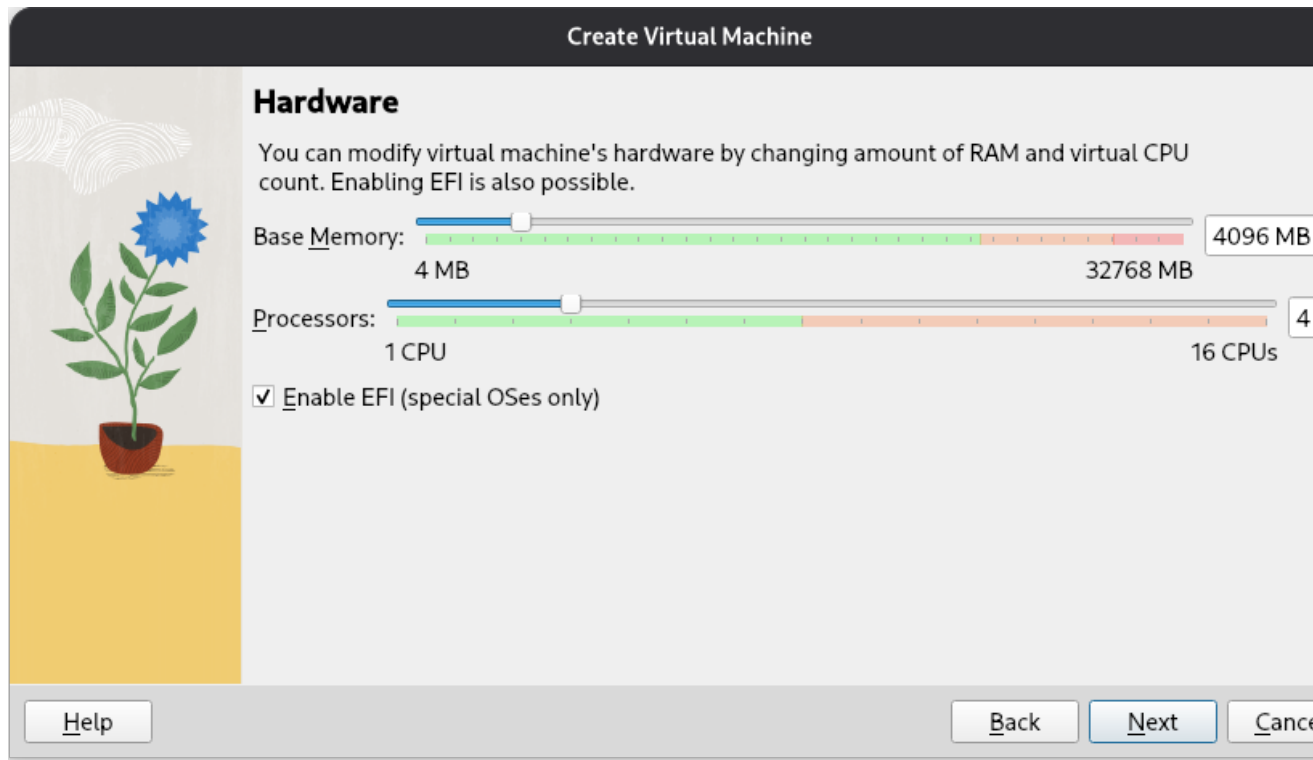 Create Virtual Machine
Hardware
You can modify virtual machine's hardware by changing amount of RAM and virtual CPU
count. Enabling EFI is also possible.
Base Memory:
4096 MB
4 MB
32768 MB
Processors:
4
1 CPU
16 CPUs
Enable EFI (special OSes only)
Help
Back
Next
Cance